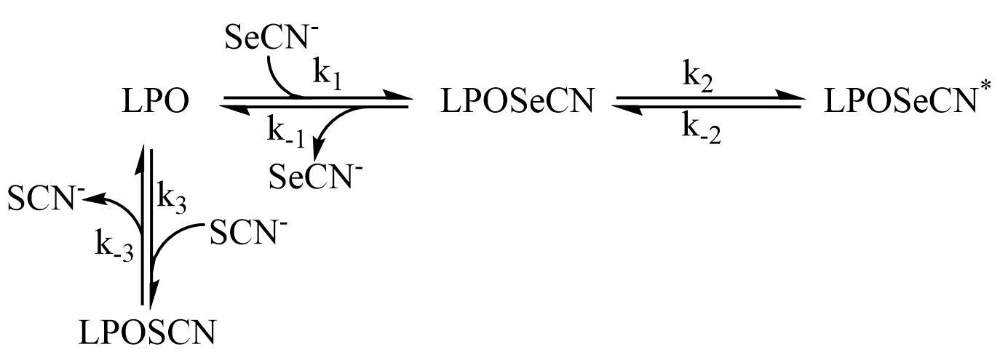 SeCN⁻
k₁
k₂
LPO
LPOSeCN
LPOSeCN*
k₋₁
k₋₂
SeCN⁻
SCN⁻
k₃
SCN⁻
k₋₃
LPOSCN